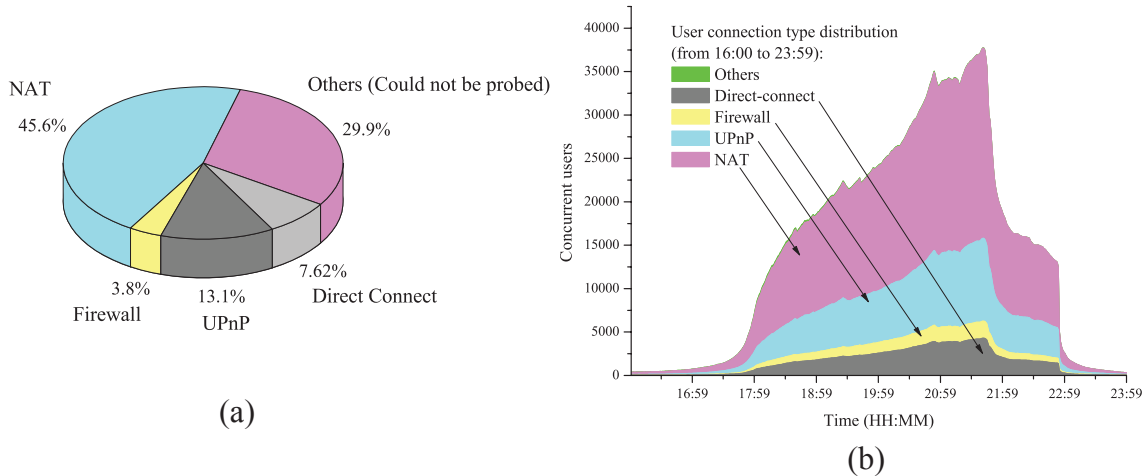 NAT
45.6%
Others (Could not be probed)
29.9%
7.62%
Direct Connect
13.1%
UPnP
3.8%
Firewall
(a)
User connection type distribution
(from 16:00 to 23:59):
Others
Direct-connect
Firewall
UPnP
NAT
Concurrent users
40000
35000
30000
25000
20000
15000
10000
5000
0
16:59 17:59 18:59 19:59 20:59 21:59 22:59 23:59
Time (HH:MM)
(b)